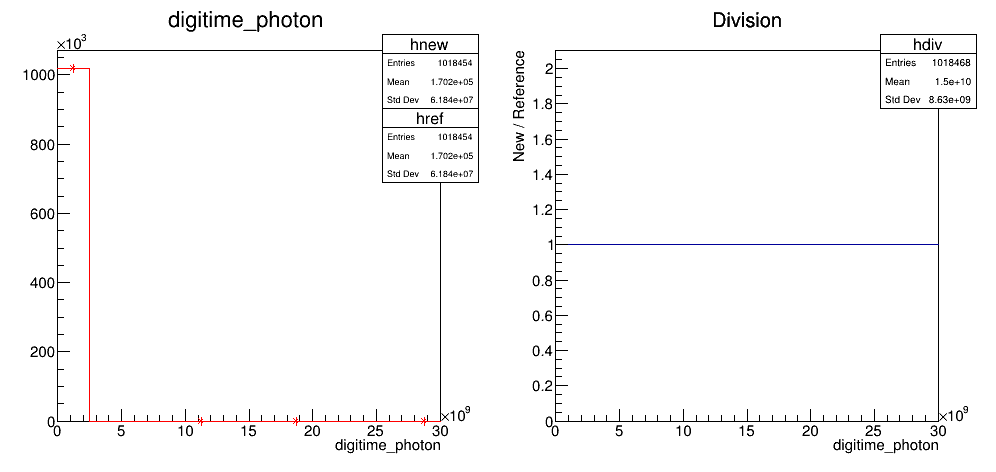 digitime_photon
×10³
hnew
Entries 1018454
Mean 1.702e+05
Std Dev 6.184e+07
href
Entries 1018454
Mean 1.702e+05
Std Dev 6.184e+07
1000
800
600
400
200
0
0 5 10 15 20 25 30
×10⁹
digitime_photon
Division
hdiv
Entries 1018468
Mean 1.5e+10
Std Dev 8.63e+09
New / Reference
2
1.8
1.6
1.4
1.2
1
0.8
0.6
0.4
0.2
0
0 5 10 15 20 25 30
×10⁹
digitime_photon